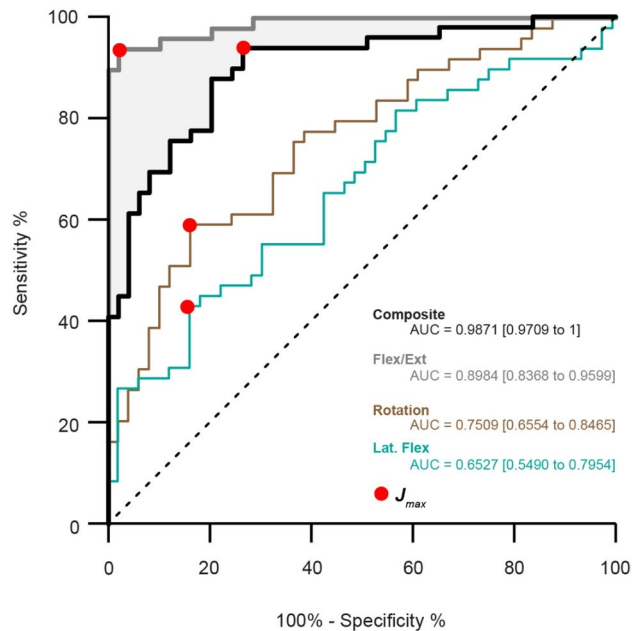 100
80
60
40
20
0
Sensitivity %
Composite
AUC = 0.9871 [0.9709 to 1]
Flex/Ext
AUC = 0.8984 [0.8368 to 0.9599]
Rotation
AUC = 0.7509 [0.6554 to 0.8465]
Lat. Flex
AUC = 0.6527 [0.5490 to 0.7954]
Jmax
0 20 40 60 80 100
100% - Specificity %